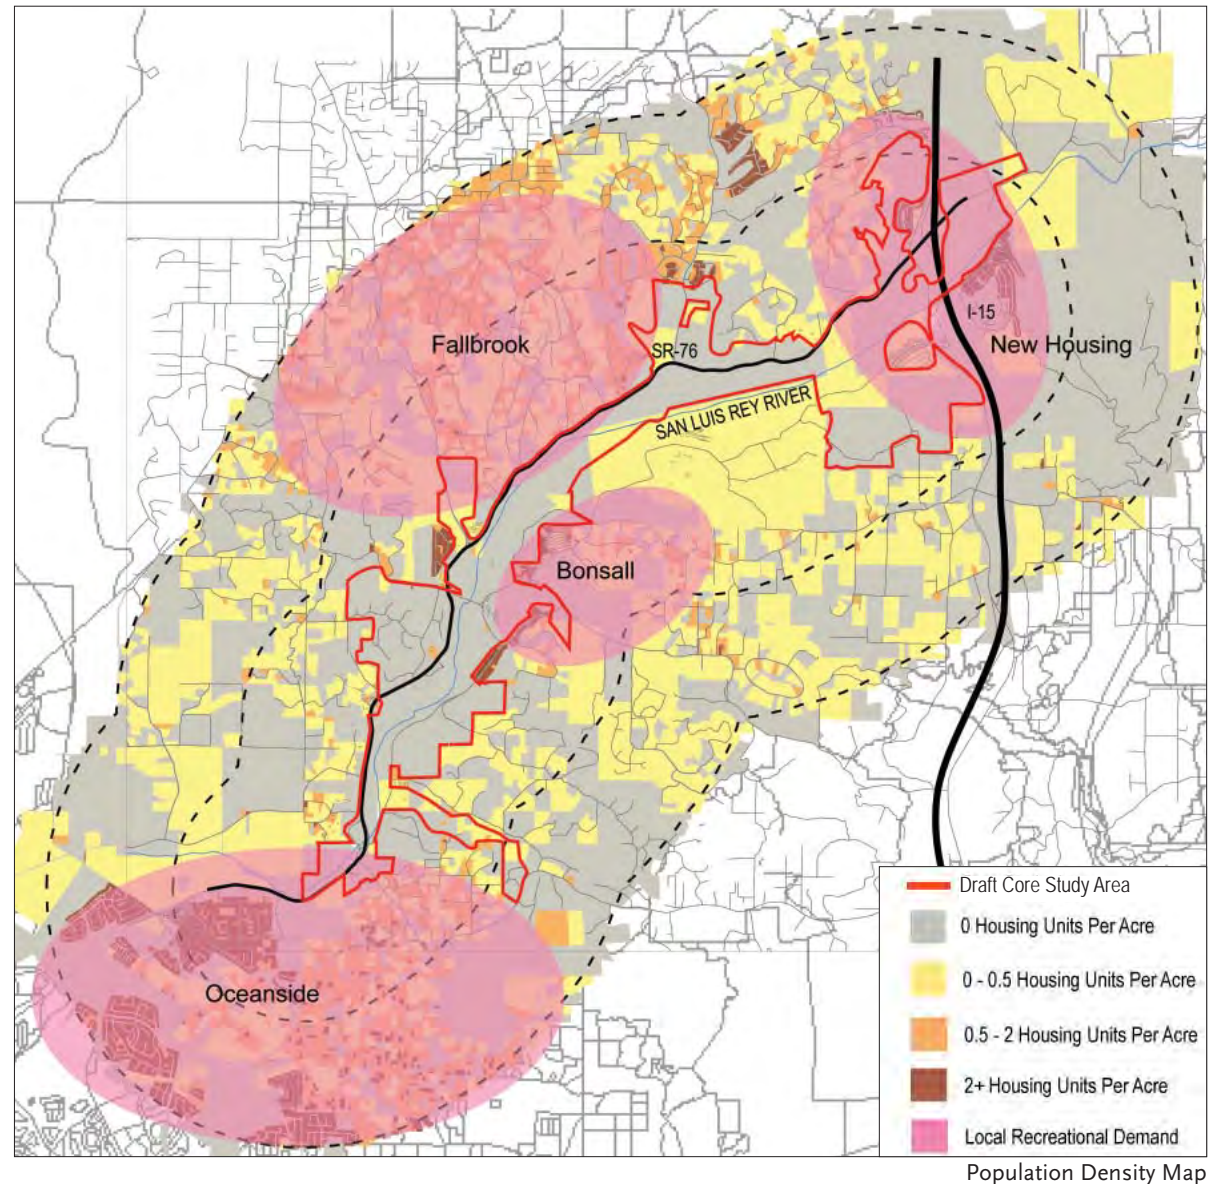 Fallbrook
SR-76
I-15
New Housing
SAN LUIS REY RIVER
Bonsall
Oceanside
Draft Core Study Area
0 Housing Units Per Acre
0 - 0.5 Housing Units Per Acre
0.5 - 2 Housing Units Per Acre
2+ Housing Units Per Acre
Local Recreational Demand
Population Density Map